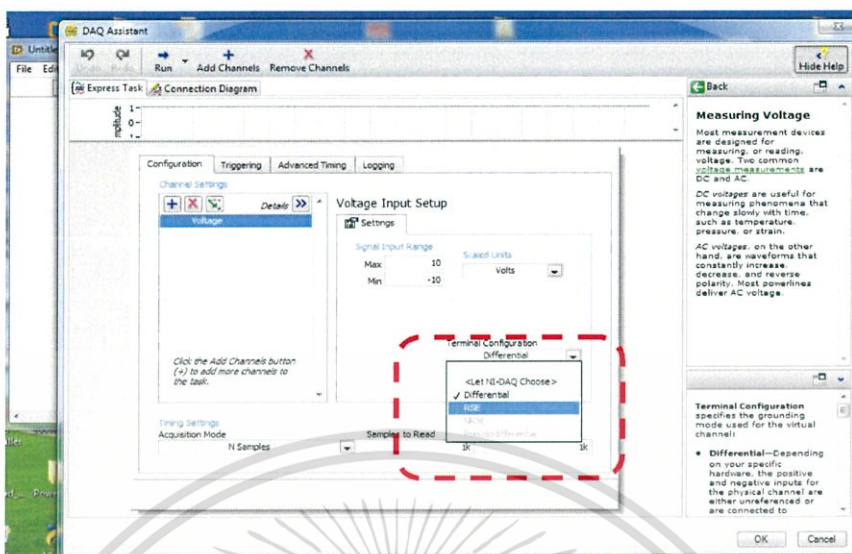 DAQ Assistant
Untitle
File Edi
Undo Redo Run Add Channels Remove Channels
Hide Help
Express Task Connection Diagram
Back
mplitude
1
0
Configuration Triggering Advanced Timing Logging
Channel Settings
Details
Voltage
Click the Add Channels button
(+) to add more channels to
the task.
Voltage Input Setup
Settings
Signal Input Range
Max 10
Min -10
Scaled Units
Volts
Terminal Configuration
Differential
<Let NI-DAQ Choose>
✓ Differential
RSE
NRSE
Timing Settings
Acquisition Mode
N Samples
Samples to Read
1k
1k
Measuring Voltage
Most measurement devices
are designed for
measuring, or reading,
voltage. Two common
voltage measurements are
DC and AC.
DC voltages are useful for
measuring phenomena that
change slowly with time,
such as temperature,
pressure, or strain.
AC voltages, on the other
hand, are waveforms that
constantly increase,
decrease, and reverse
polarity. Most powerlines
deliver AC voltage.
Terminal Configuration
specifies the grounding
mode used for the virtual
channel:
• Differential—Depending
on your specific
hardware, the positive
and negative inputs for
the physical channel are
either unreferenced or
are connected to
OK Cancel